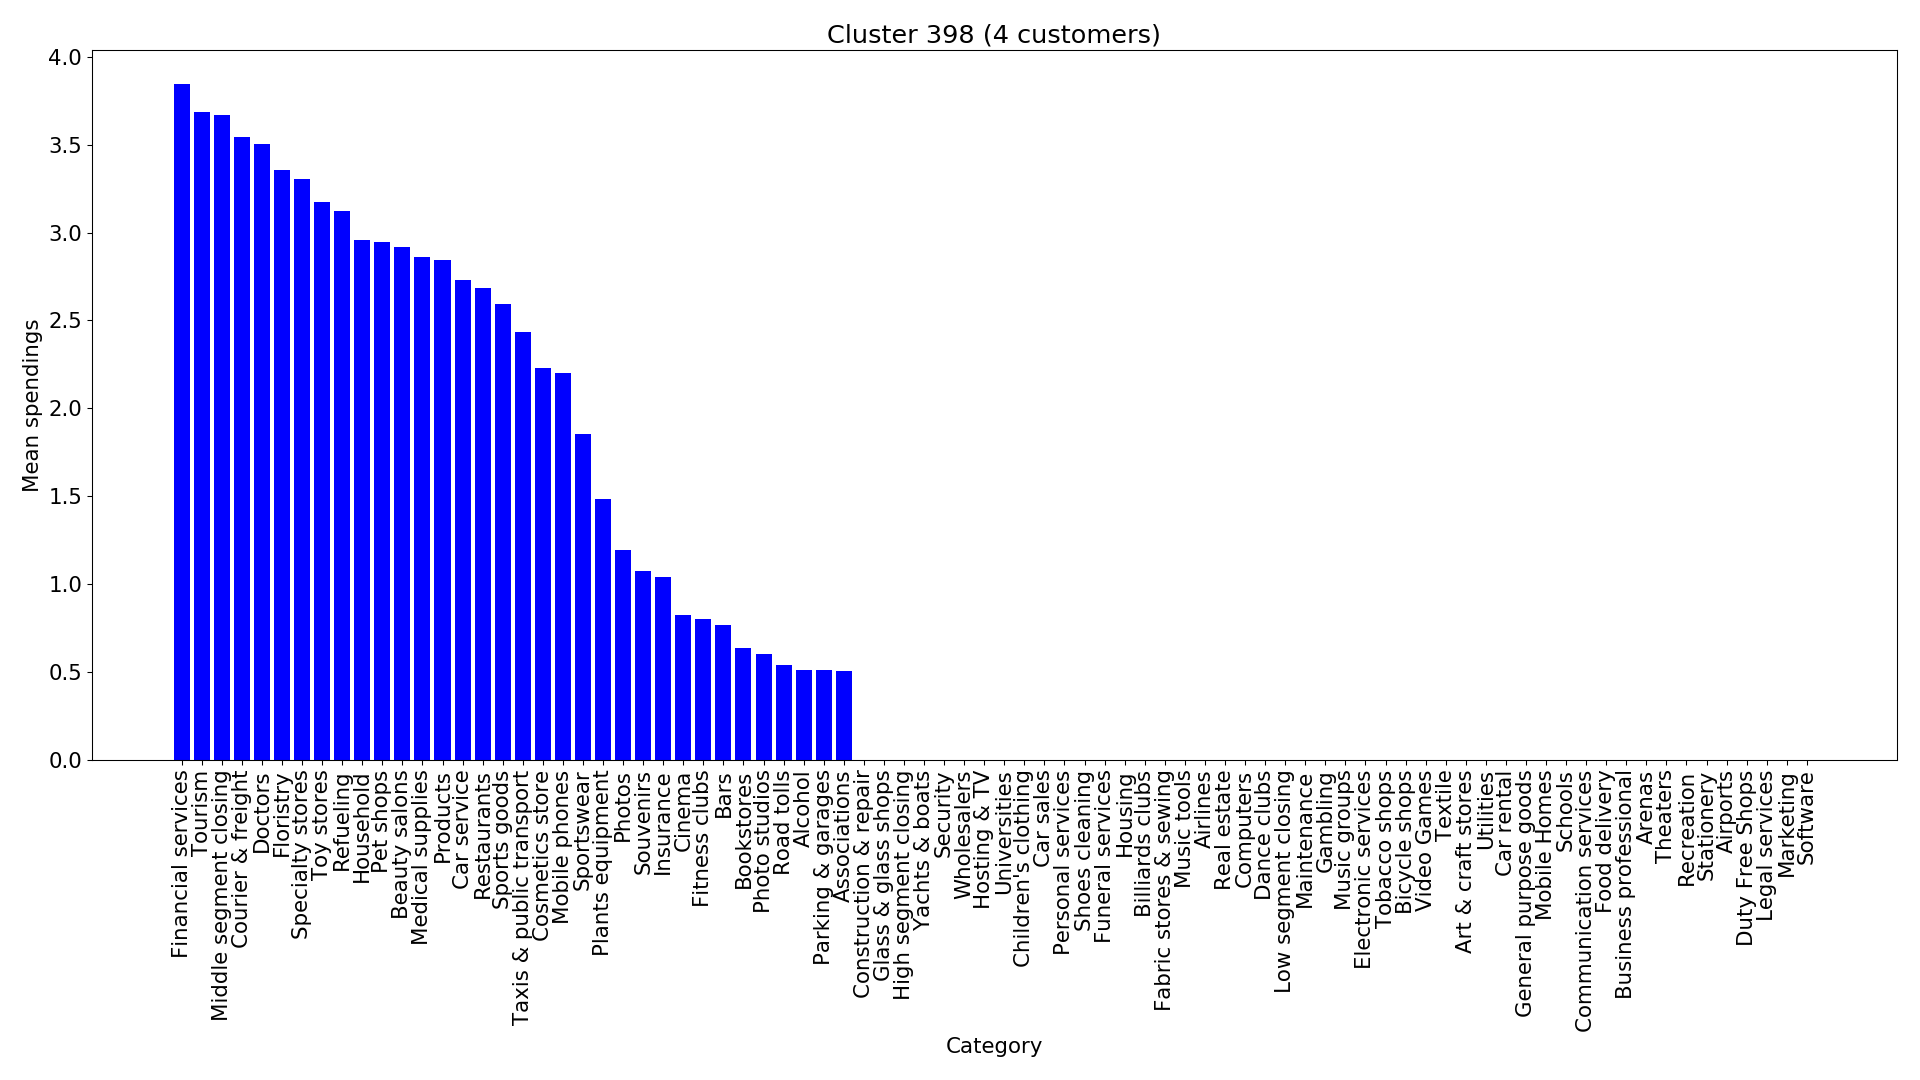 Cluster 398 (4 customers)
Mean spendings
4.0
3.5
3.0
2.5
2.0
1.5
1.0
0.5
0.0
Financial services
Tourism
Middle segment closing
Courier & freight
Doctors
Floristry
Specialty stores
Toy stores
Refueling
Household
Pet shops
Beauty salons
Medical supplies
Products
Car service
Restaurants
Sports goods
Taxis & public transport
Cosmetics store
Mobile phones
Sportswear
Plants equipment
Photos
Souvenirs
Insurance
Cinema
Fitness clubs
Bars
Bookstores
Photo studios
Road tolls
Alcohol
Parking & garages
Associations
Construction & repair
Glass & glass shops
High segment closing
Yachts & boats
Security
Wholesalers
Hosting & TV
Universities
Children's clothing
Car sales
Personal services
Shoes cleaning
Funeral services
Housing
Billiards clubs
Fabric stores & sewing
Music tools
Airlines
Real estate
Computers
Dance clubs
Low segment closing
Maintenance
Gambling
Music groups
Electronic services
Tobacco shops
Bicycle shops
Video Games
Textile
Art & craft stores
Utilities
Car rental
General purpose goods
Mobile Homes
Schools
Communication services
Food delivery
Business professional
Arenas
Theaters
Recreation
Stationery
Airports
Duty Free Shops
Legal services
Marketing
Software
Category